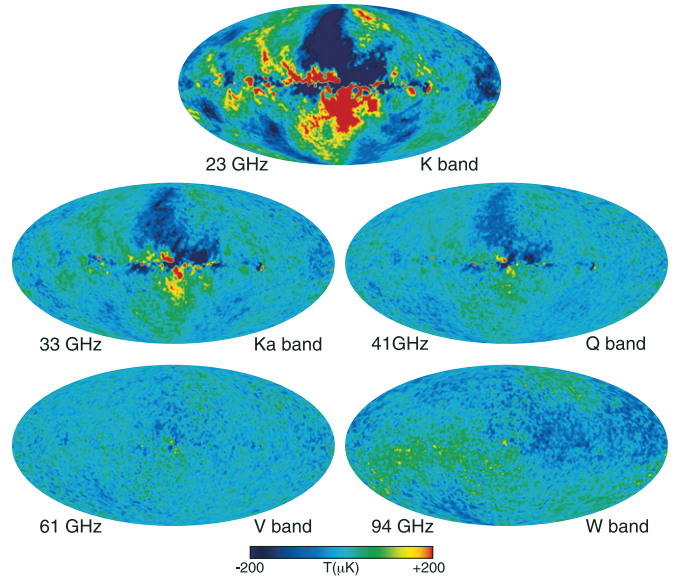 23 GHz K band
33 GHz Ka band
41GHz Q band
61 GHz V band
94 GHz W band
-200 T(μK) +200